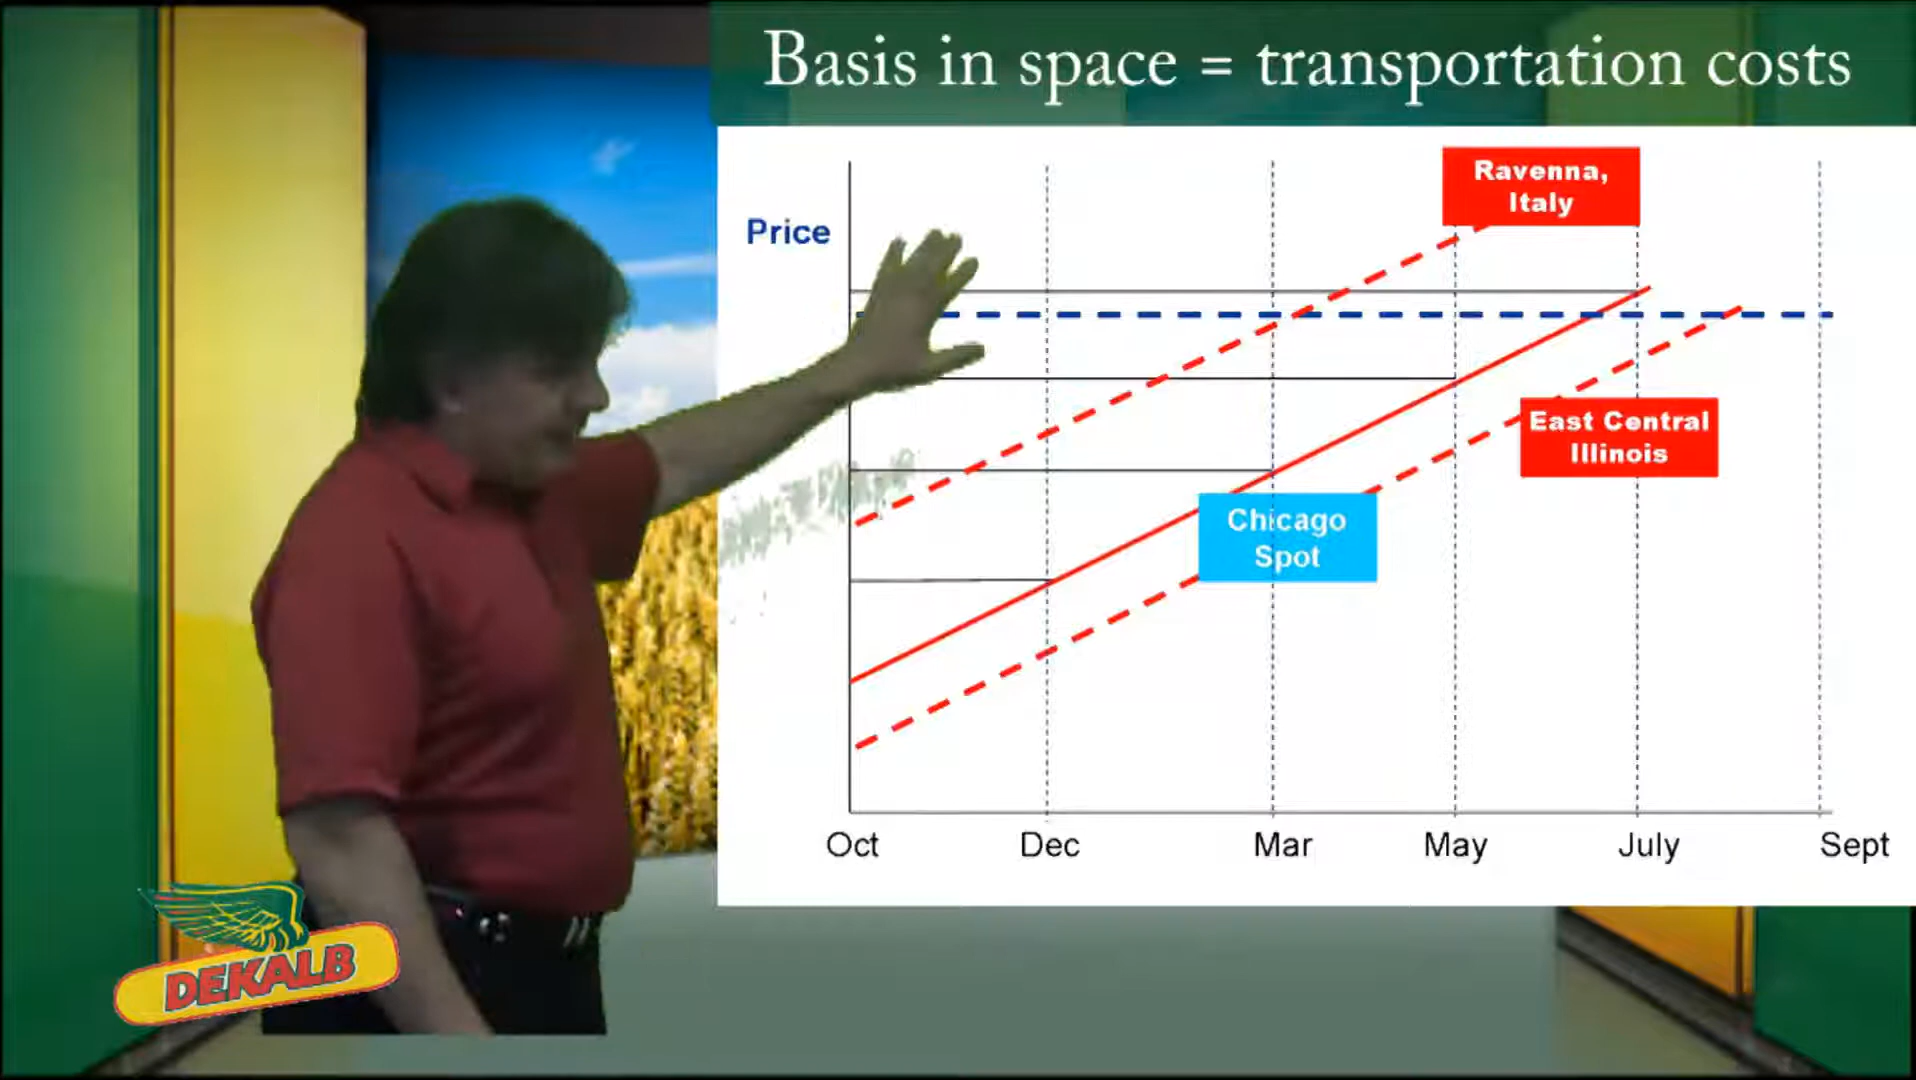 Basis in space = transportation costs
Ravenna,
Italy
Price
East Central
Illinois
Chicago
Spot
Oct Dec Mar May July Sept
DEKALB